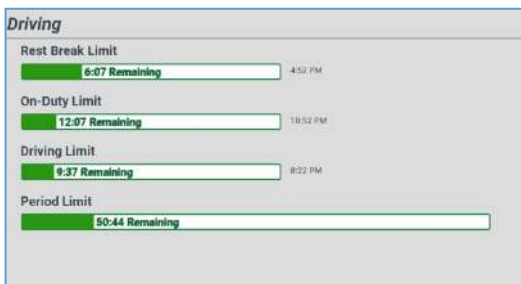 Driving
Rest Break Limit
6:07 Remaining
4:52 PM
On-Duty Limit
12:07 Remaining
10:52 PM
Driving Limit
9:37 Remaining
8:22 PM
Period Limit
50:44 Remaining